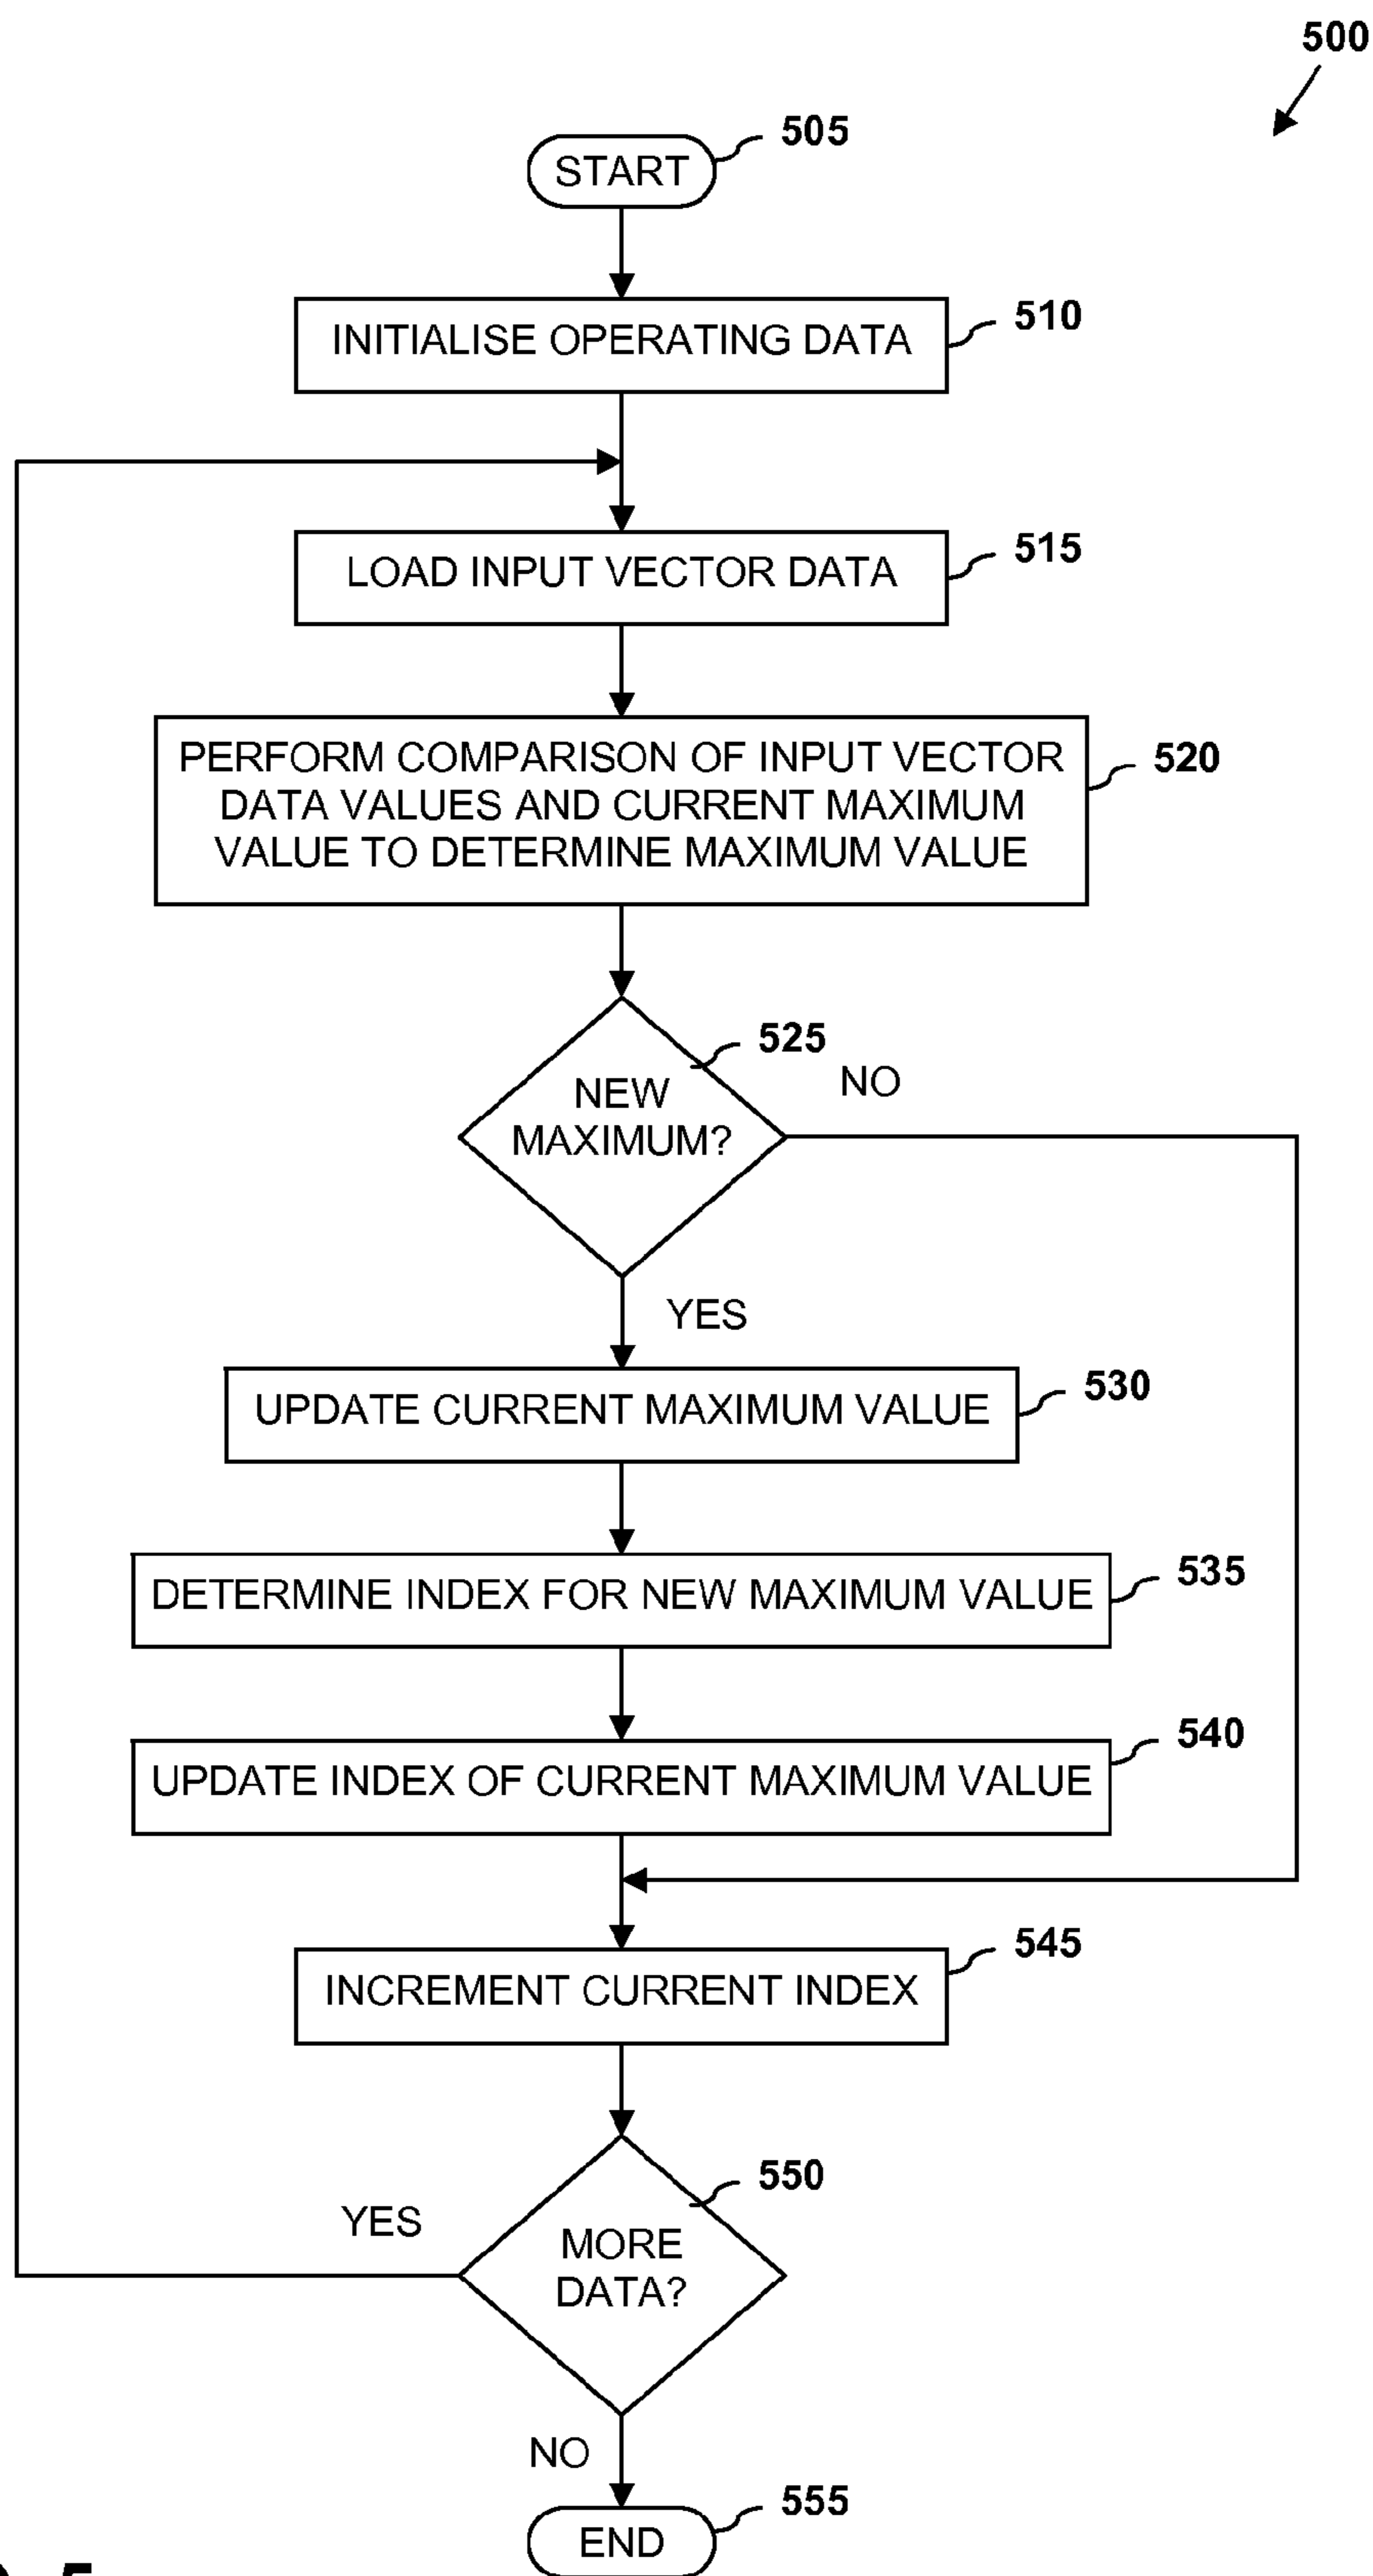 500
START
505
INITIALISE OPERATING DATA
510
LOAD INPUT VECTOR DATA
515
PERFORM COMPARISON OF INPUT VECTOR
DATA VALUES AND CURRENT MAXIMUM
VALUE TO DETERMINE MAXIMUM VALUE
520
525
NEW
MAXIMUM?
NO
YES
UPDATE CURRENT MAXIMUM VALUE
530
DETERMINE INDEX FOR NEW MAXIMUM VALUE
535
UPDATE INDEX OF CURRENT MAXIMUM VALUE
540
INCREMENT CURRENT INDEX
545
550
YES
MORE
DATA?
NO
END
555